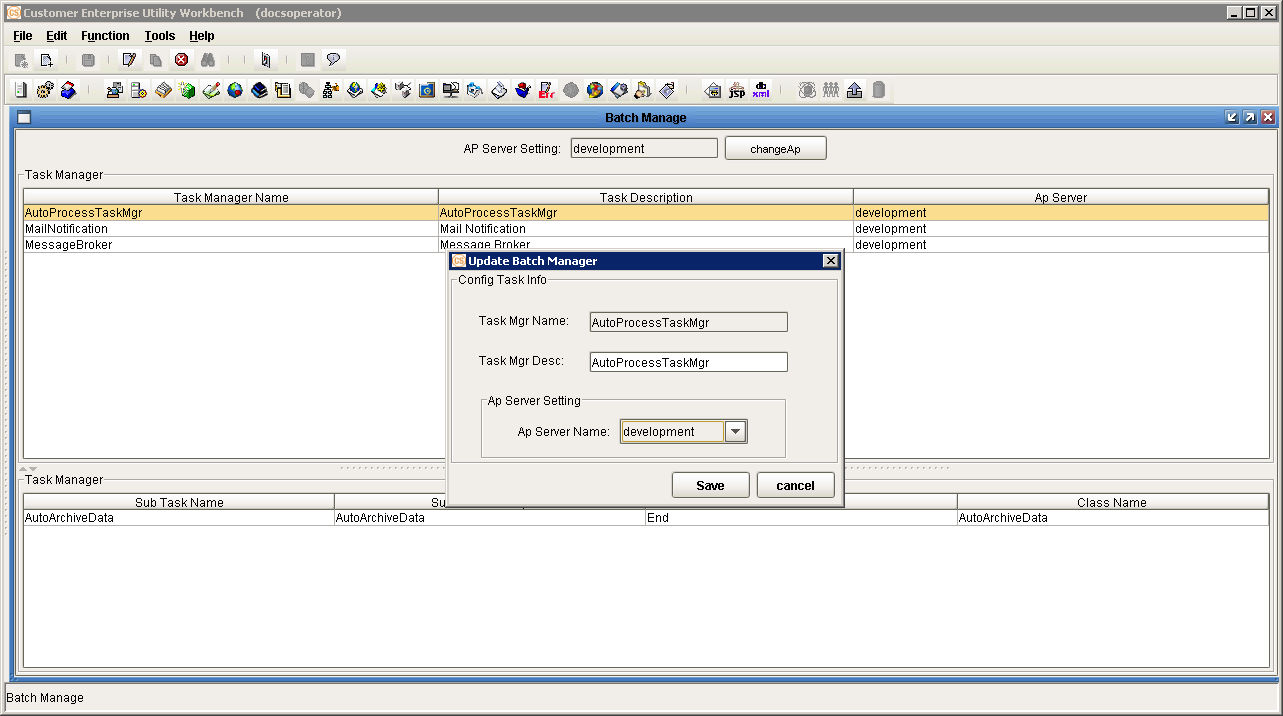 Customer Enterprise Utility Workbench (docsoperator)
File Edit Function Tools Help
jsp
xml
Batch Manage
AP Server Setting: development changeAp
Task Manager
Task Manager Name Task Description Ap Server
AutoProcessTaskMgr AutoProcessTaskMgr development
MailNotification Mail Notification development
MessageBroker Message Broker development
Update Batch Manager
Config Task Info
Task Mgr Name: AutoProcessTaskMgr
Task Mgr Desc: AutoProcessTaskMgr
Ap Server Setting
Ap Server Name: development
Save cancel
Task Manager
Sub Task Name Su Class Name
AutoArchiveData AutoArchiveData End AutoArchiveData
Batch Manage